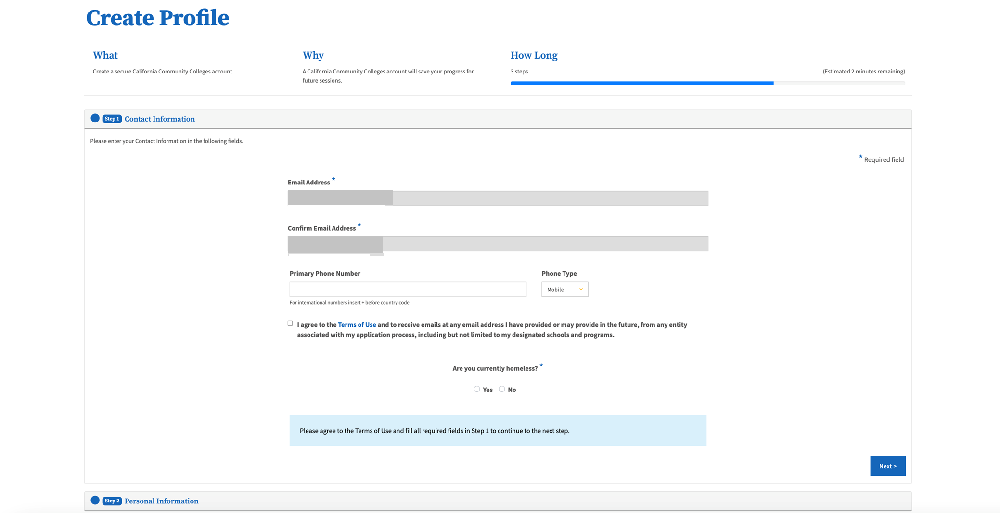 Create Profile
What
Create a secure California Community Colleges account.
Why
A California Community Colleges account will save your progress for
future sessions.
How Long
3 steps
(Estimated 2 minutes remaining)
Step 1 Contact Information
Please enter your Contact Information in the following fields.
* Required field
Email Address *
Confirm Email Address *
Primary Phone Number
Phone Type
Mobile
For international numbers insert + before country code
I agree to the Terms of Use and to receive emails at any email address I have provided or may provide in the future, from any entity
associated with my application process, including but not limited to my designated schools and programs.
Are you currently homeless? *
Yes No
Please agree to the Terms of Use and fill all required fields in Step 1 to continue to the next step.
Next >
Step 2 Personal Information